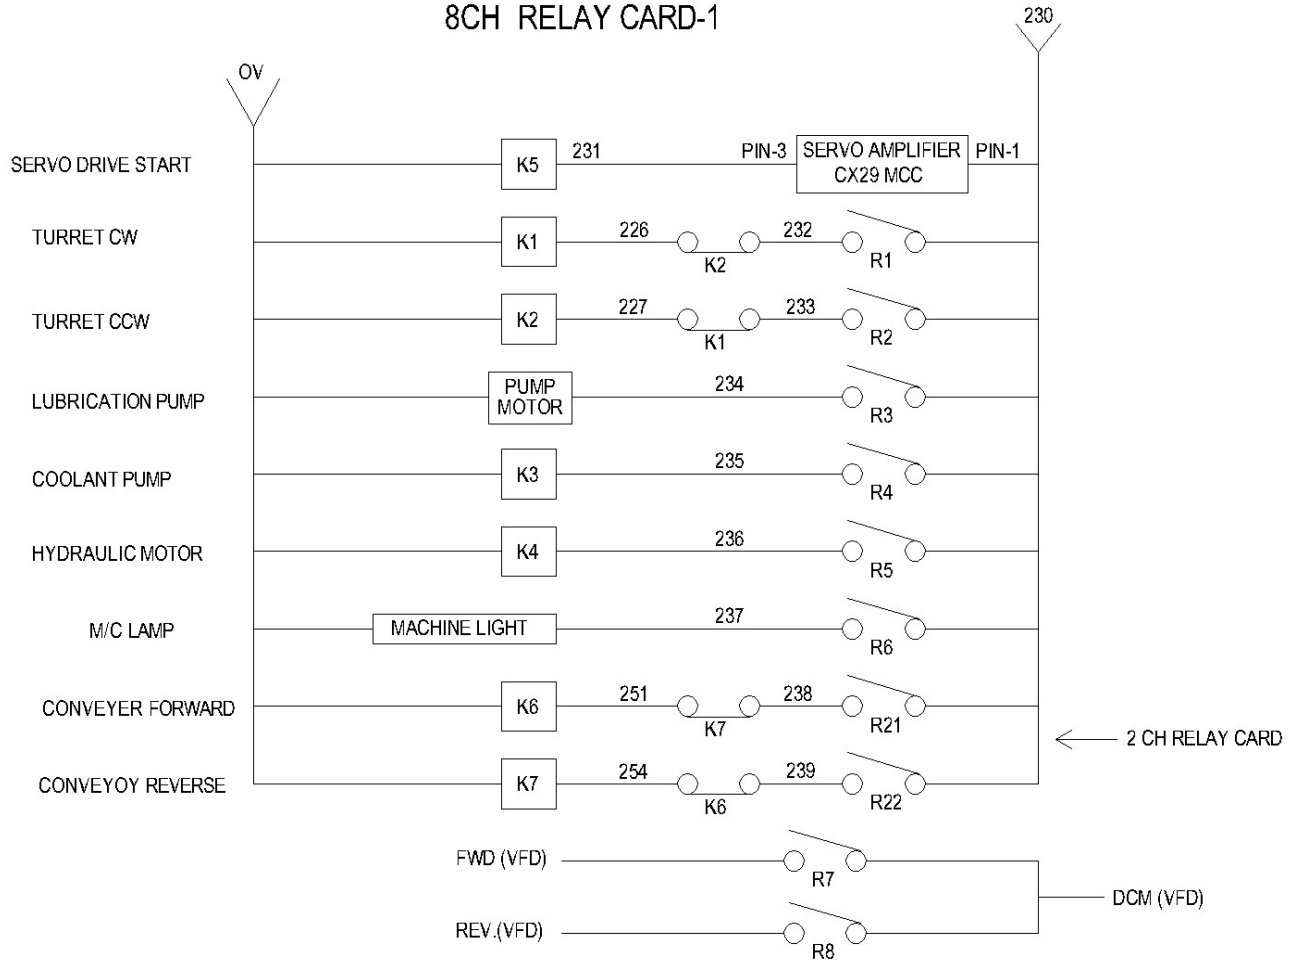 8CH RELAY CARD-1
230
OV
SERVO DRIVE START
K5
231
PIN-3
SERVO AMPLIFIER
CX29 MCC
PIN-1
TURRET CW
K1
226
K2
232
R1
TURRET CCW
K2
227
K1
233
R2
LUBRICATION PUMP
PUMP
MOTOR
234
R3
COOLANT PUMP
K3
235
R4
HYDRAULIC MOTOR
K4
236
R5
M/C LAMP
MACHINE LIGHT
237
R6
CONVEYER FORWARD
K6
251
K7
238
R21
2 CH RELAY CARD
CONVEYOY REVERSE
K7
254
K6
239
R22
FWD (VFD)
R7
DCM (VFD)
REV.(VFD)
R8